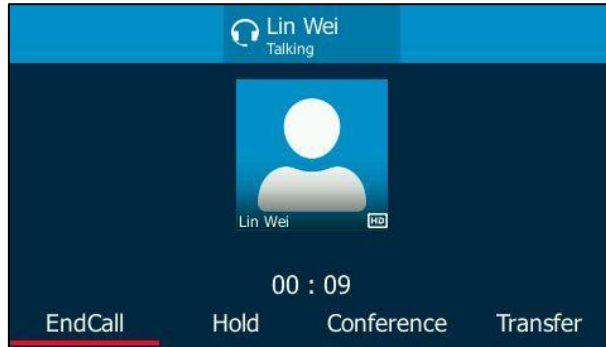 Lin Wei
Talking
Lin Wei HD
00 : 09
EndCall Hold Conference Transfer